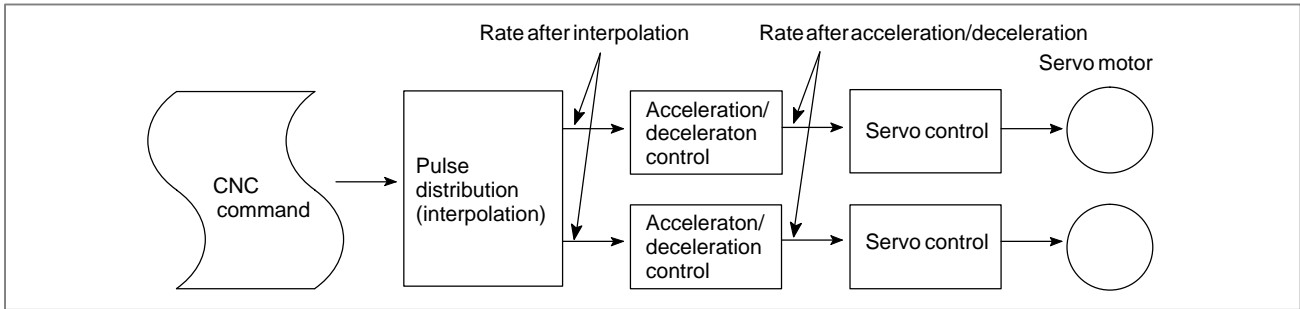 Rate after interpolation
Rate after acceleration/deceleration
Servo motor
CNC
command
Pulse
distribution
(interpolation)
Acceleration/
deceleraton
control
Servo control
Acceleraton/
deceleration
control
Servo control